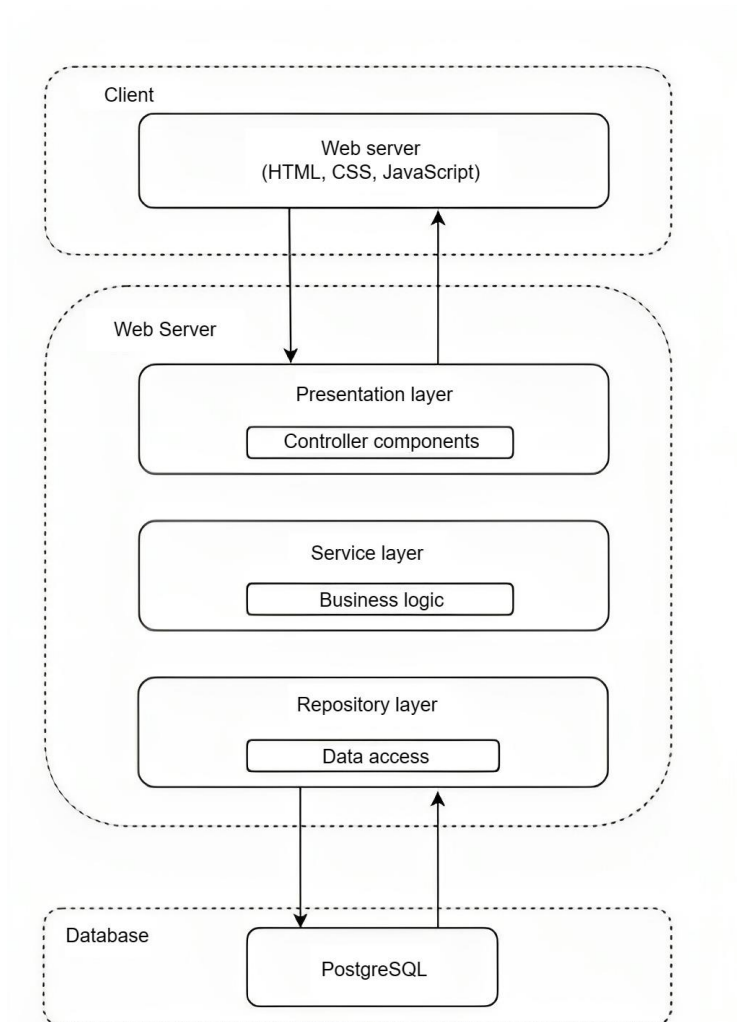 Client
Web server
(HTML, CSS, JavaScript)
Web Server
Presentation layer
Controller components
Service layer
Business logic
Repository layer
Data access
Database
PostgreSQL